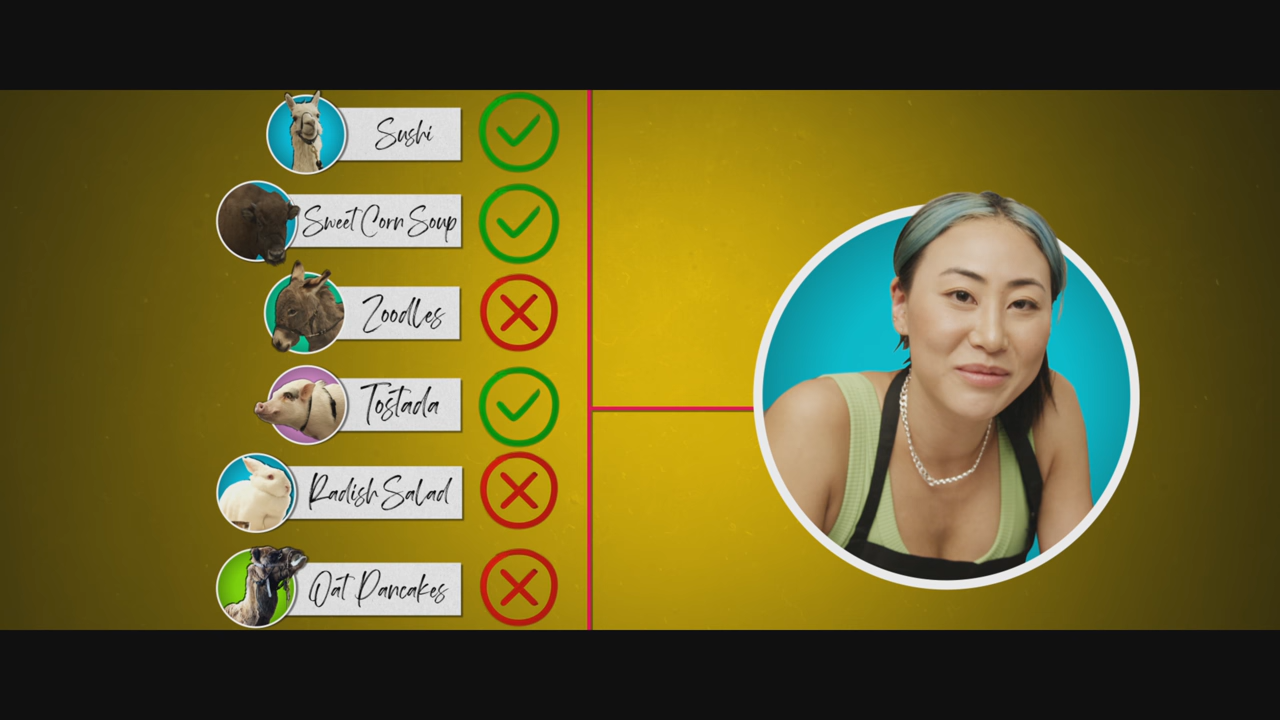 Sushi
Sweet Corn Soup
Zoodles
Tostada
Radish Salad
Oat Pancakes